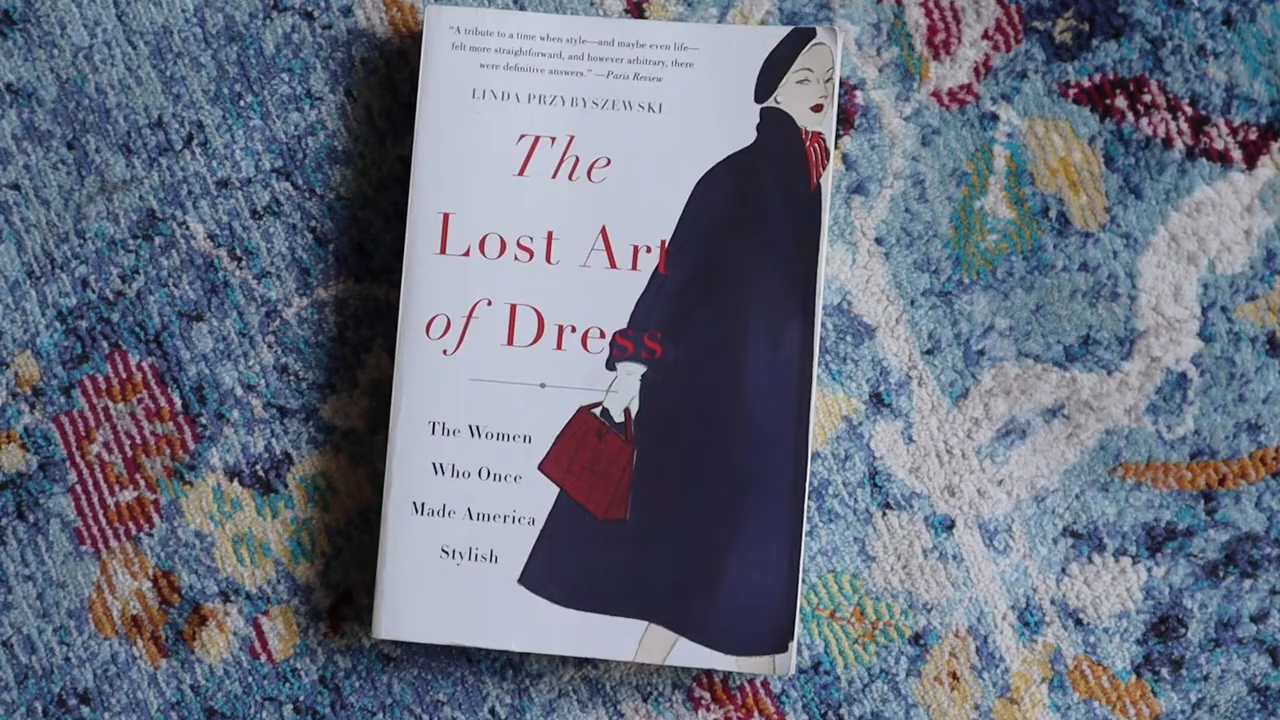 "A tribute to a time when style—and maybe even life—
felt more straightforward, and however arbitrary, there
were definitive answers." —Paris Review
LINDA PRZYBYSZEWSKI
The
Lost Art
of Dress
The Women
Who Once
Made America
Stylish